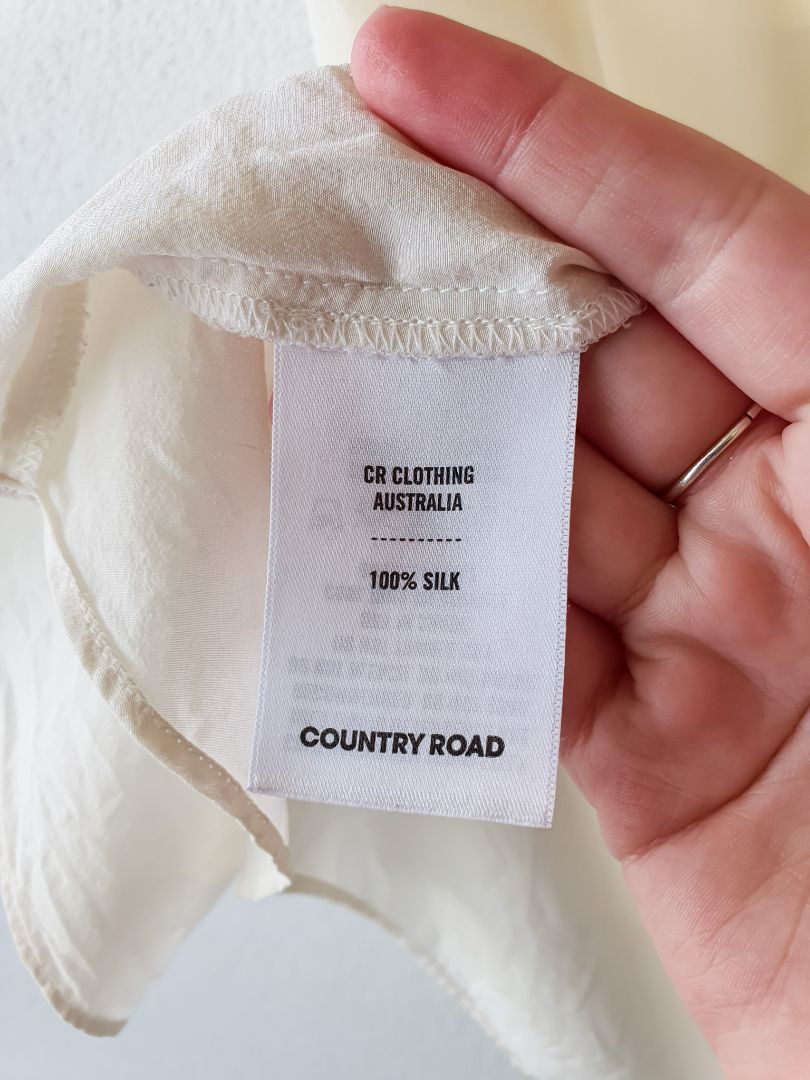 CR CLOTHING
AUSTRALIA
----------
100% SILK
COUNTRY ROAD